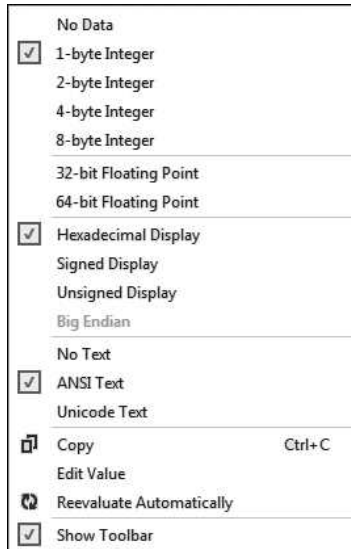 No Data
1-byte Integer
2-byte Integer
4-byte Integer
8-byte Integer
32-bit Floating Point
64-bit Floating Point
Hexadecimal Display
Signed Display
Unsigned Display
Big Endian
No Text
ANSI Text
Unicode Text
Copy Ctrl+C
Edit Value
Reevaluate Automatically
Show Toolbar